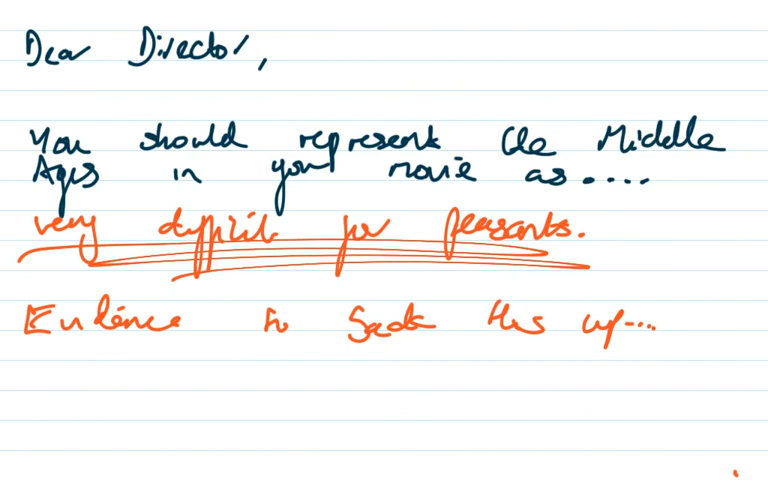 Dear Director,
You should represent the Middle
Ages in your movie as.....
very difficult for peasants.
Evidence to back this up....